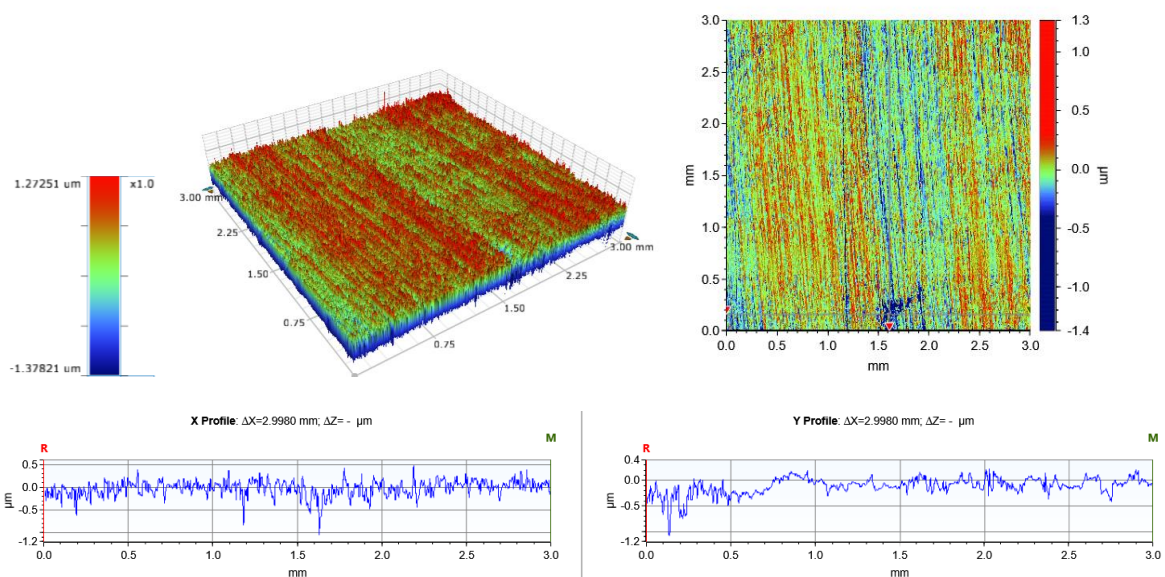 1.27251 um
x1.0
-1.37821 um
3.00 mm
2.25
1.50
0.75
0.75
1.50
2.25
3.00 mm
3.0
2.5
2.0
1.5
1.0
0.5
0.0
mm
0.0 0.5 1.0 1.5 2.0 2.5 3.0
mm
1.3
1.0
0.5
0.0
-0.5
-1.0
-1.4
µm
X Profile: ΔX=2.9980 mm; ΔZ= - µm
R
M
0.5
0.0
-0.5
-1.2
µm
0.0 0.5 1.0 1.5 2.0 2.5 3.0
mm
Y Profile: ΔX=2.9980 mm; ΔZ= - µm
R
M
0.4
0.0
-0.5
-1.2
µm
0.0 0.5 1.0 1.5 2.0 2.5 3.0
mm